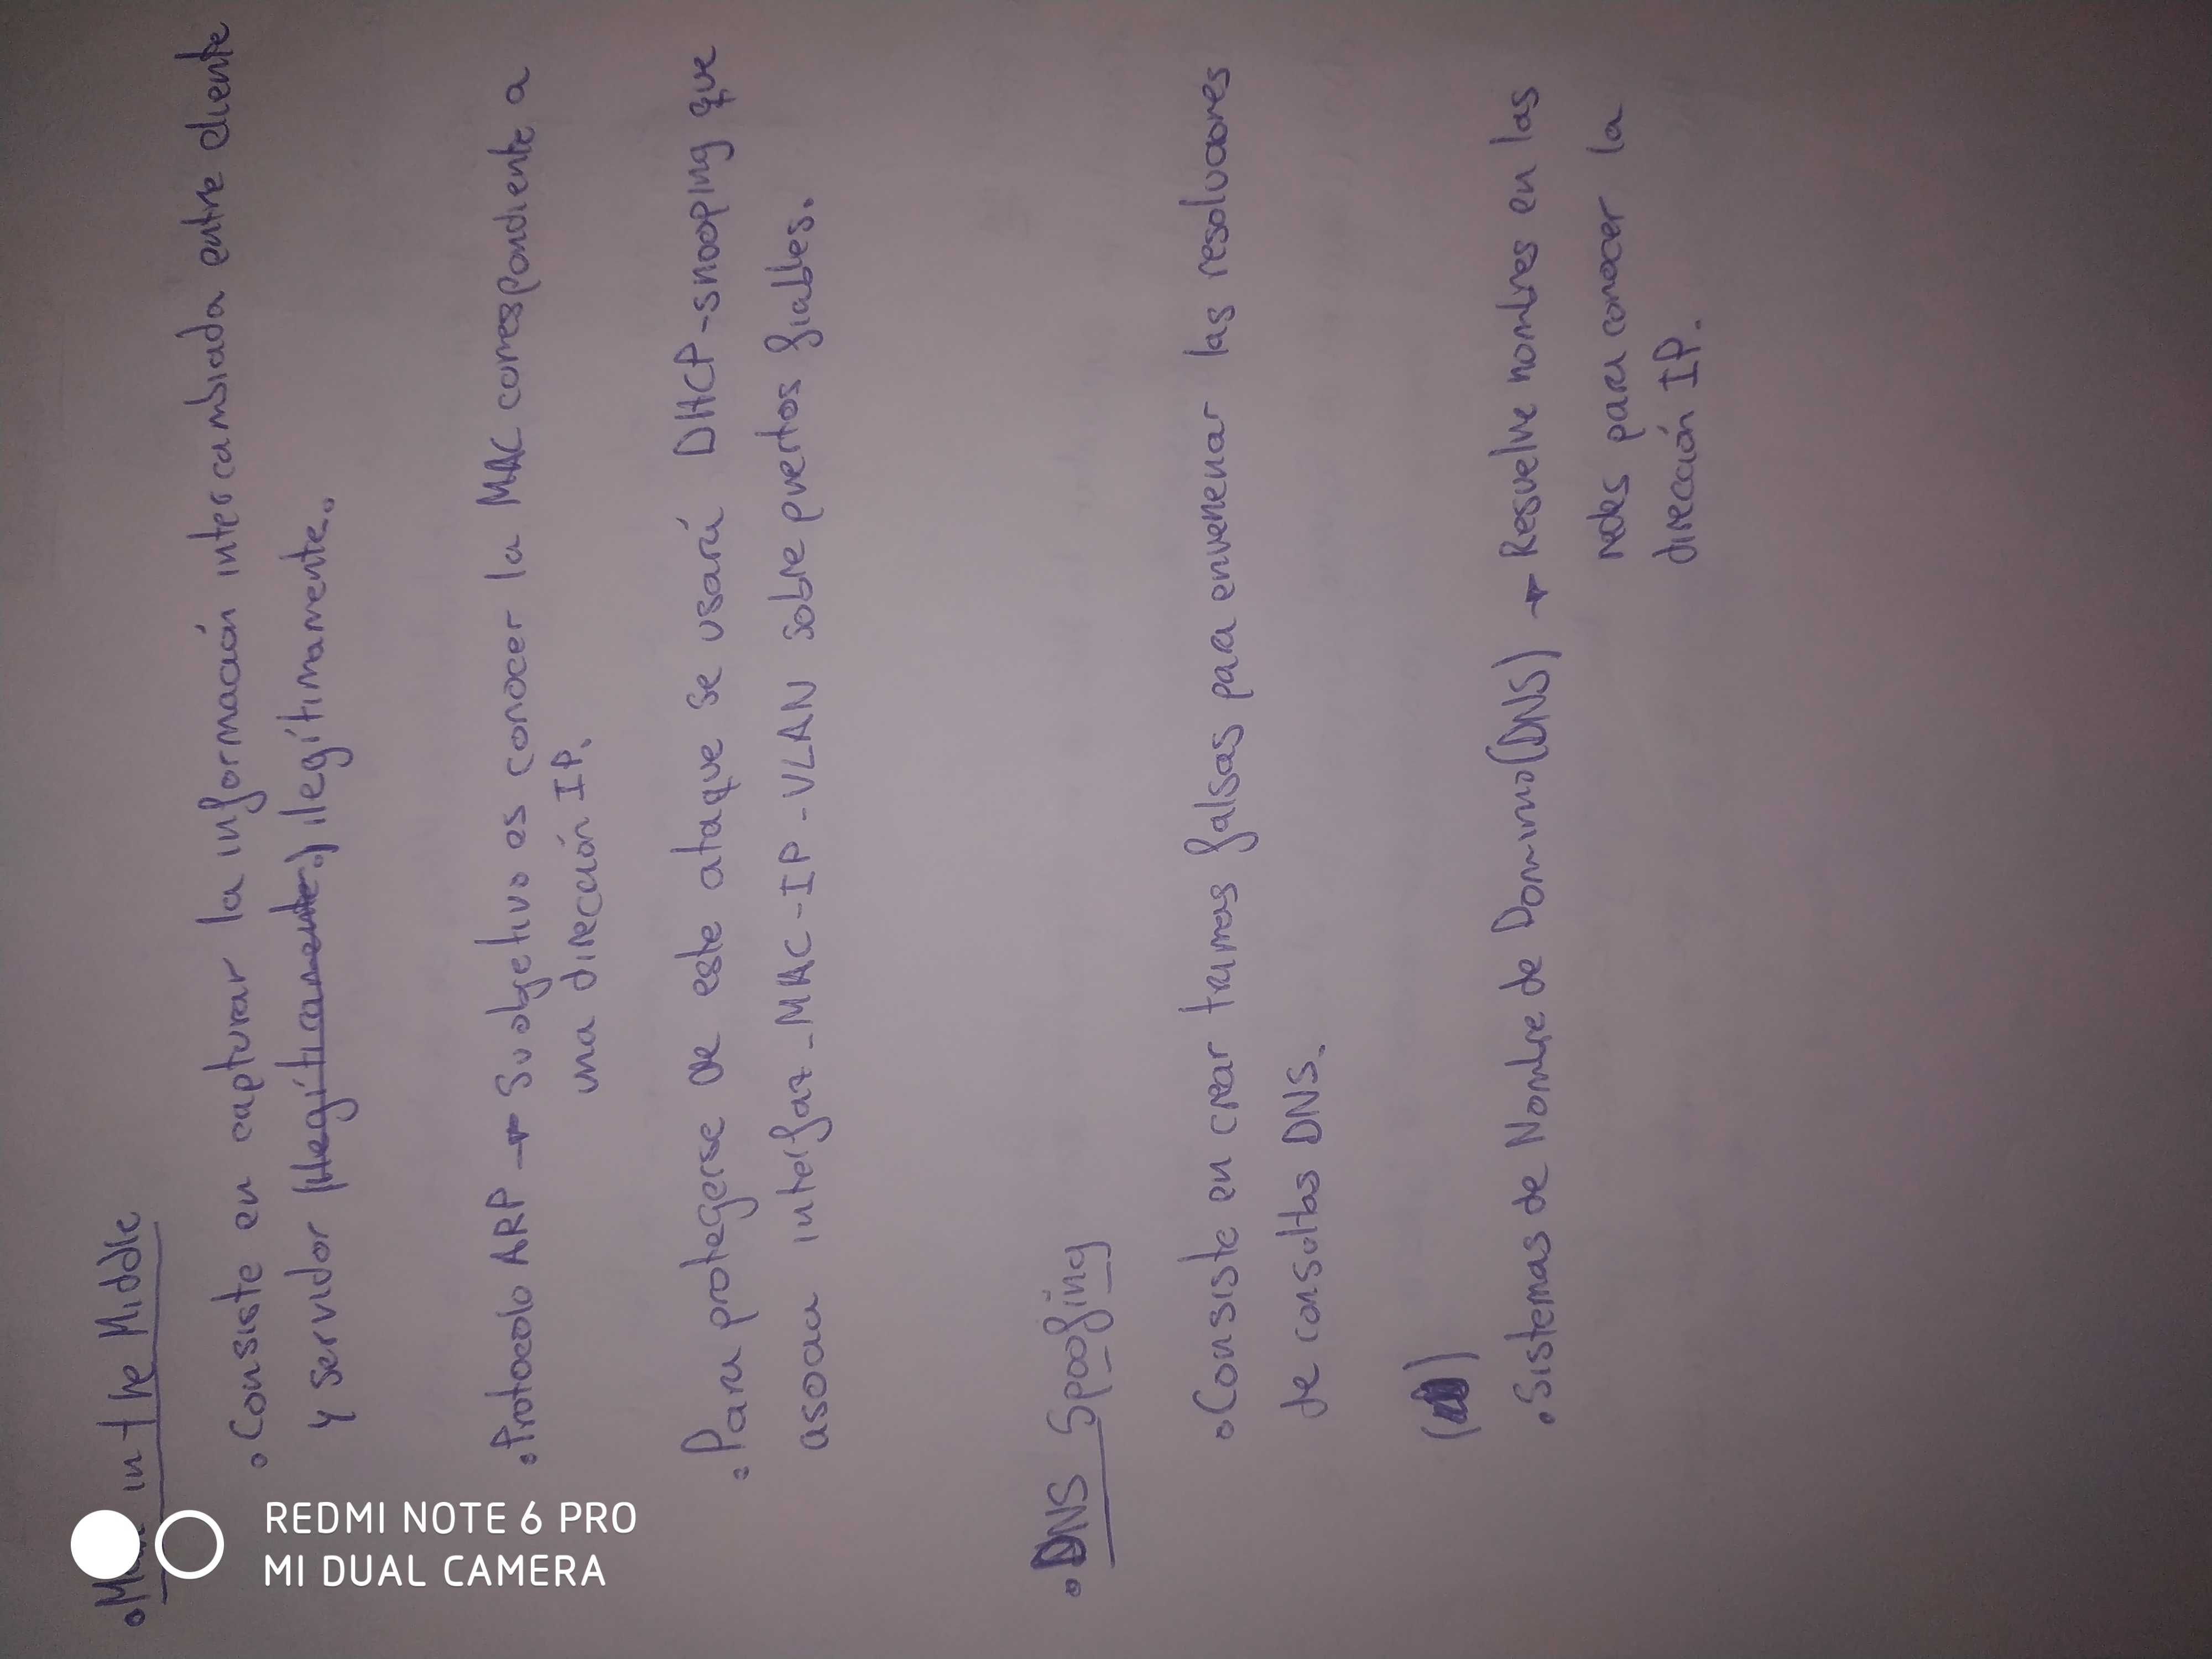 •Man in the Middle
•Consiste en capturar la información intercambiada entre cliente
y servidor (ilegíticamente) ilegítimamente.
•Protocolo ARP → Su objetivo es conocer la MAC correspondiente a
una dirección IP.
•Para protegerse de este ataque se usará DHCP-snooping que
asocia interfaz-MAC-IP-VLAN sobre puertos fiables.
•DNS Spoofing
•Consiste en crear tramas falsas para envenenar las resoluciones
de consultas DNS.
•Sistemas de Nombre de Dominio (DNS) → Resuelve nombres en las
redes para conocer la
dirección IP.
REDMI NOTE 6 PRO
MI DUAL CAMERA